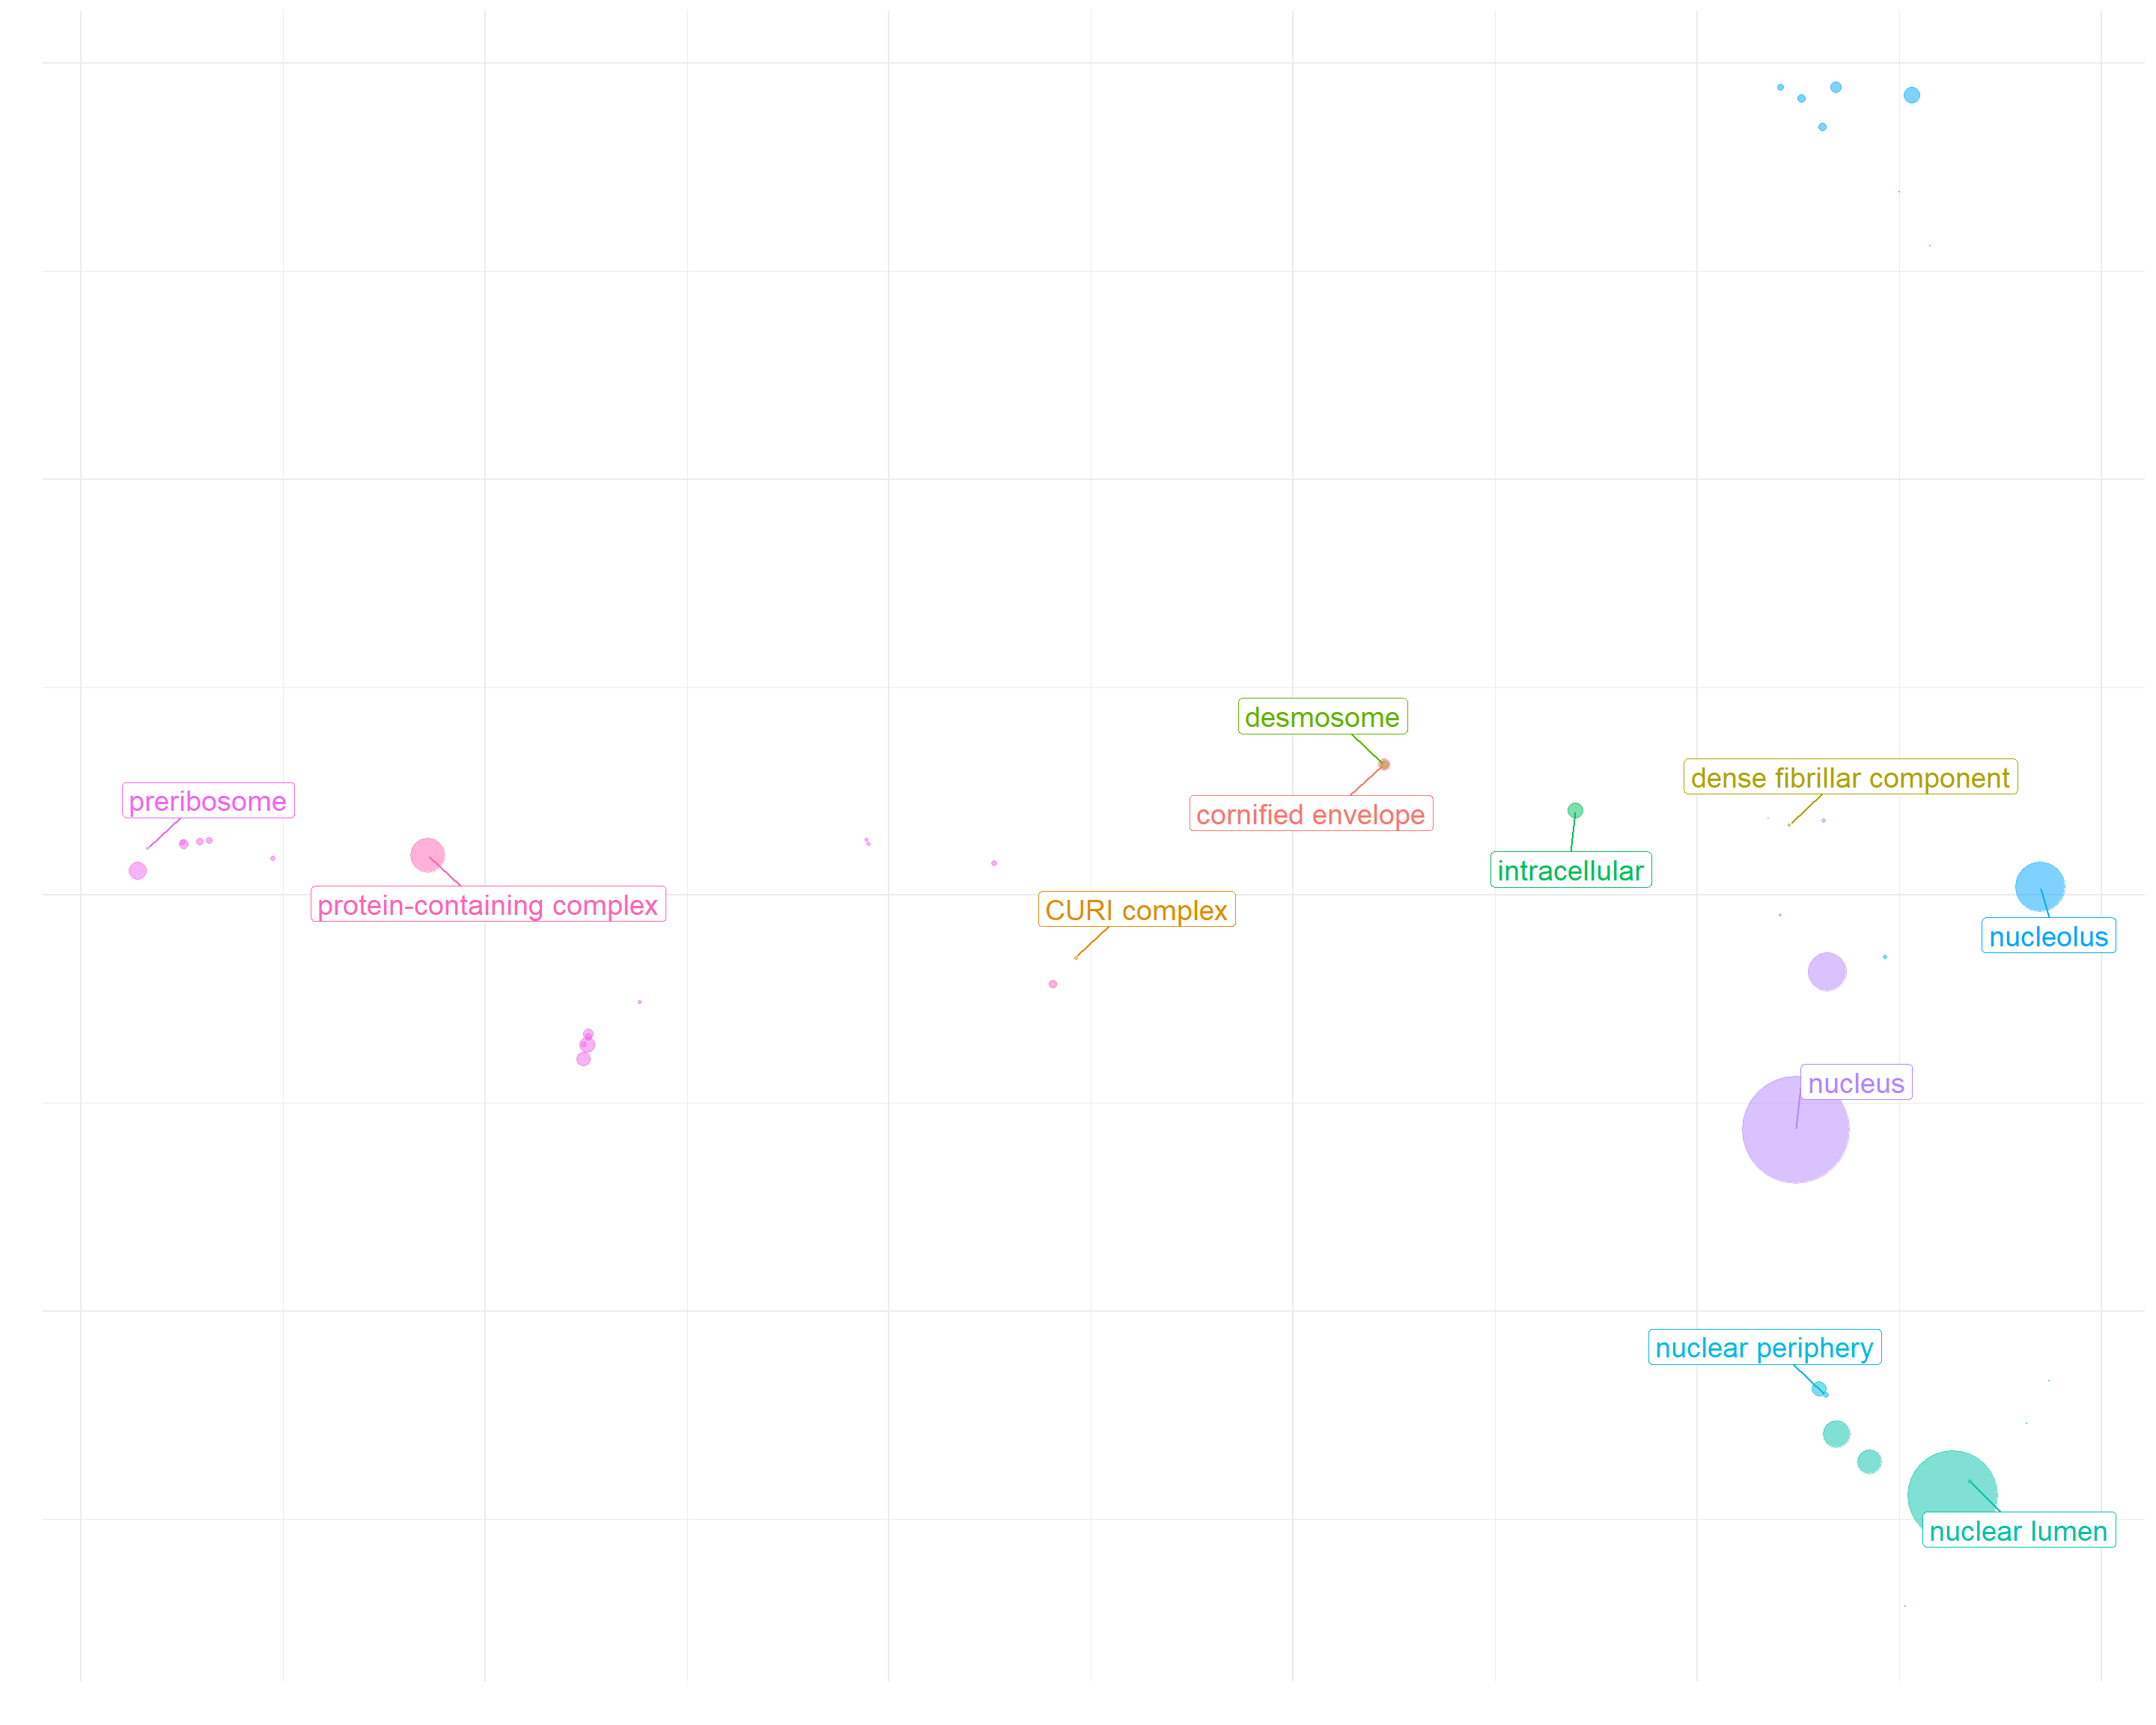 desmosome
dense fibrillar component
preribosome
cornified envelope
intracellular
protein-containing complex
CURI complex
nucleolus
nucleus
nuclear periphery
nuclear lumen